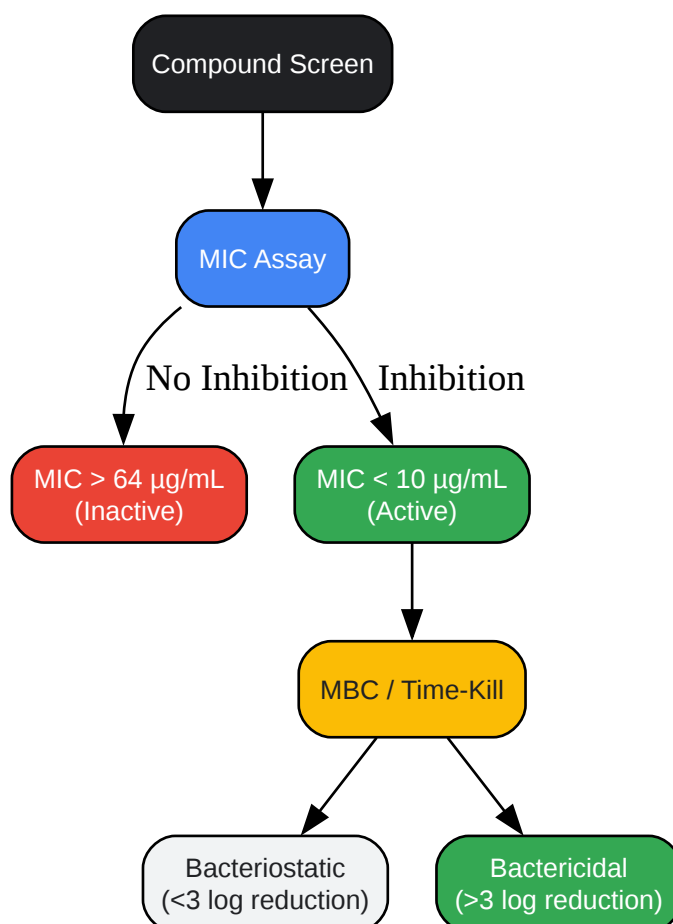 Compound Screen
MIC Assay
No Inhibition
Inhibition
MIC > 64 µg/mL
(Inactive)
MIC < 10 µg/mL
(Active)
MBC / Time-Kill
Bacteriostatic
(<3 log reduction)
Bactericidal
(>3 log reduction)